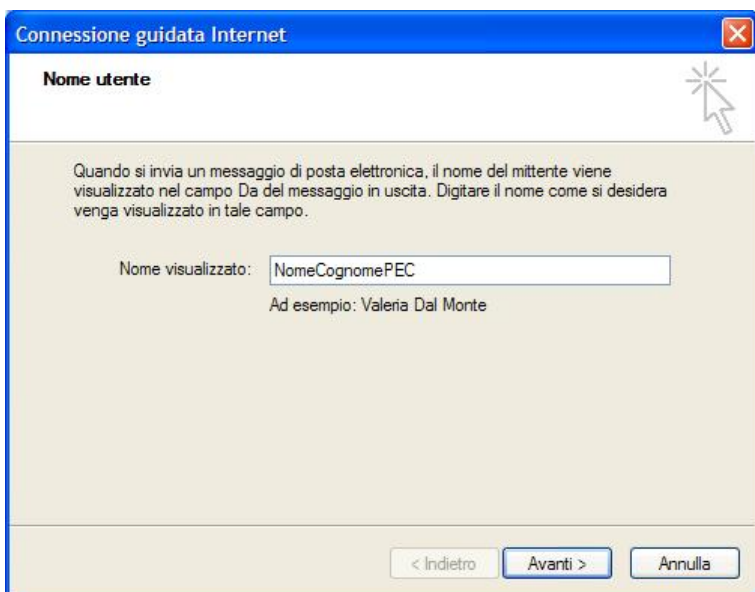 Connessione guidata Internet
Nome utente
Quando si invia un messaggio di posta elettronica, il nome del mittente viene
visualizzato nel campo Da del messaggio in uscita. Digitare il nome come si desidera
venga visualizzato in tale campo.
Nome visualizzato: NomeCognomePEC
Ad esempio: Valeria Dal Monte
< Indietro Avanti > Annulla